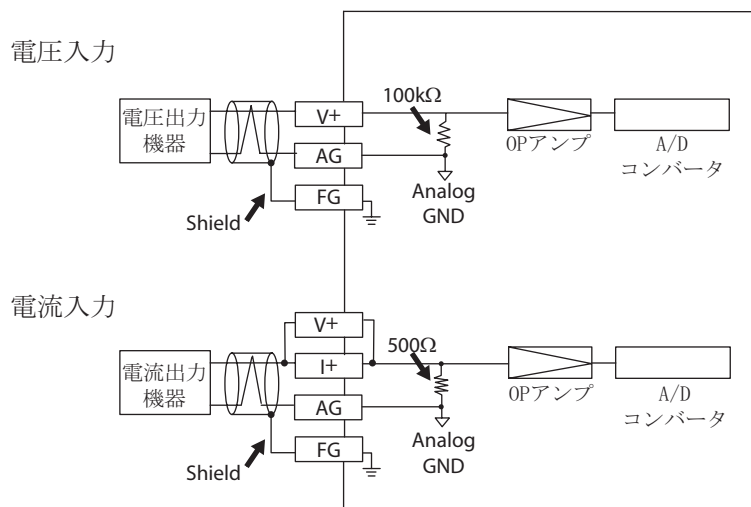 電圧入力
電圧出力
機器
V+
AG
FG
Shield
100kΩ
Analog
GND
OPアンプ
A/D
コンバータ
電流入力
電流出力
機器
V+
I+
AG
FG
Shield
500Ω
Analog
GND
OPアンプ
A/D
コンバータ